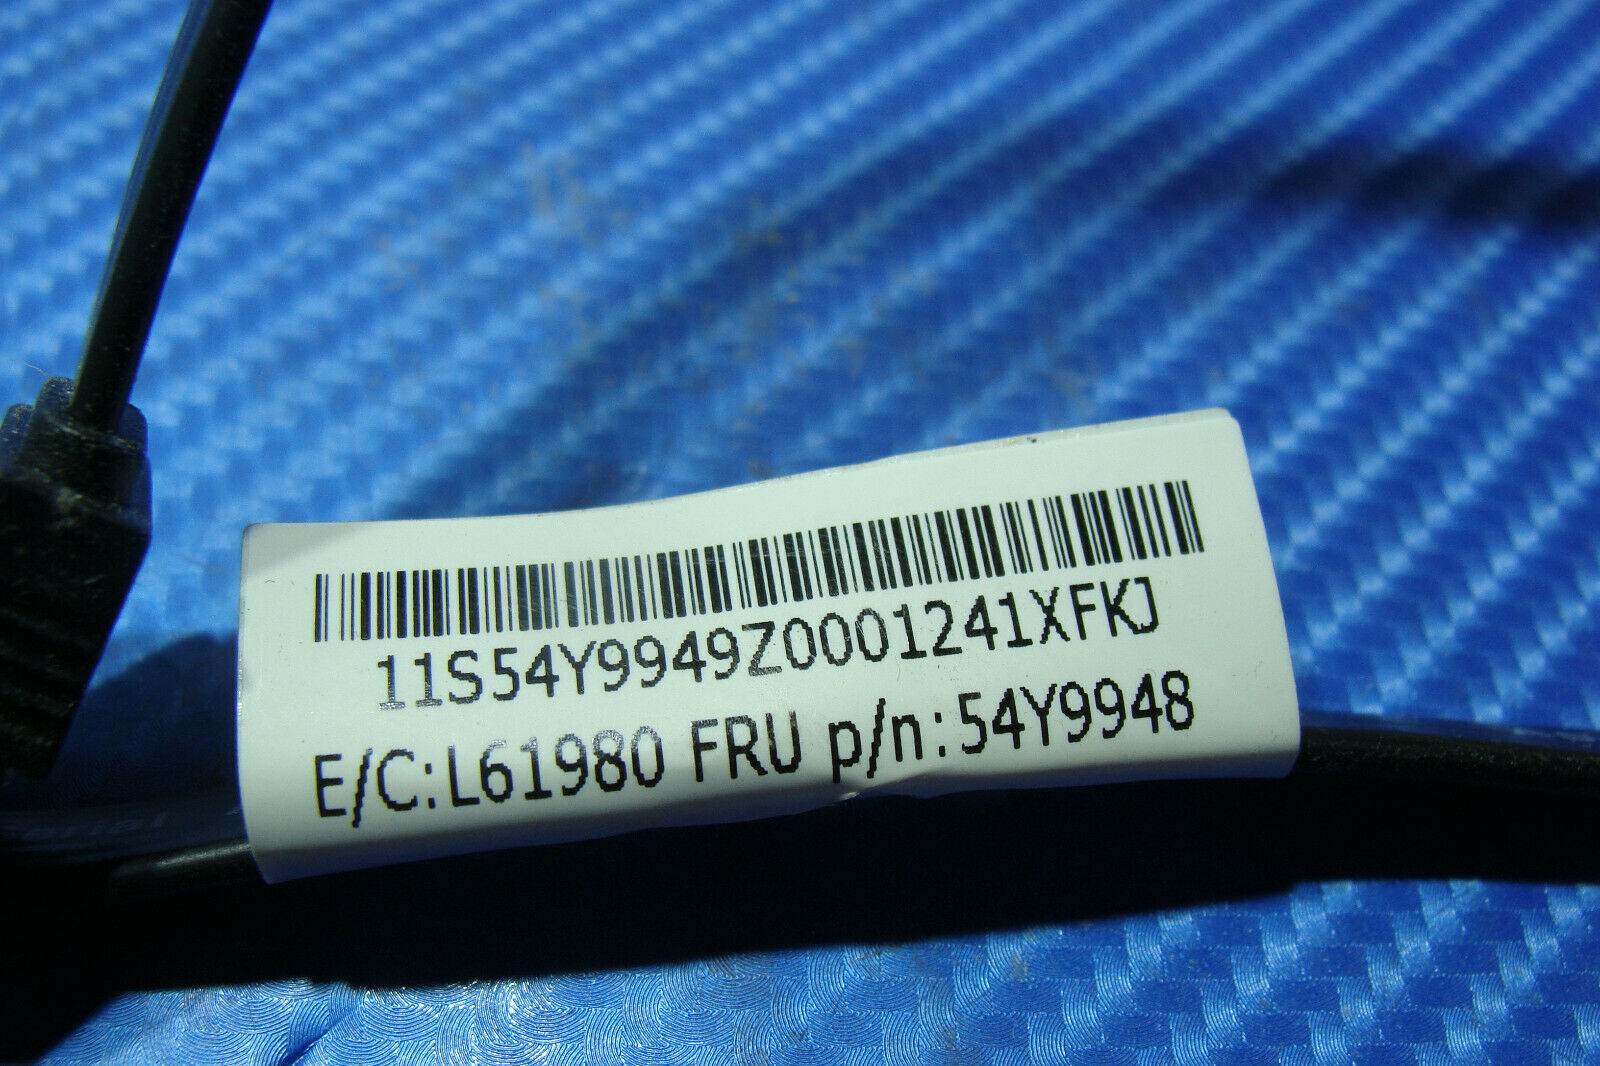 11S54Y9949Z0001241XFKJ
E/C:L61980 FRU p/n:54Y9948